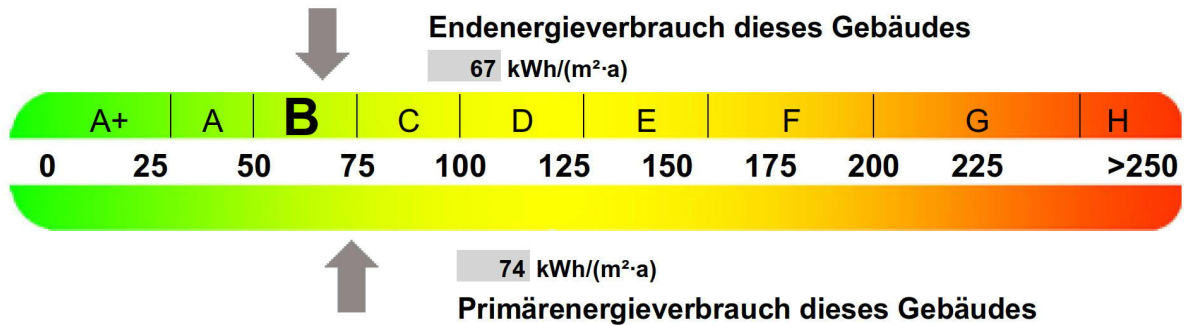 Endenergieverbrauch dieses Gebäudes
67 kWh/(m²·a)
A+ A B C D E F G H
0 25 50 75 100 125 150 175 200 225 >250
74 kWh/(m²·a)
Primärenergieverbrauch dieses Gebäudes